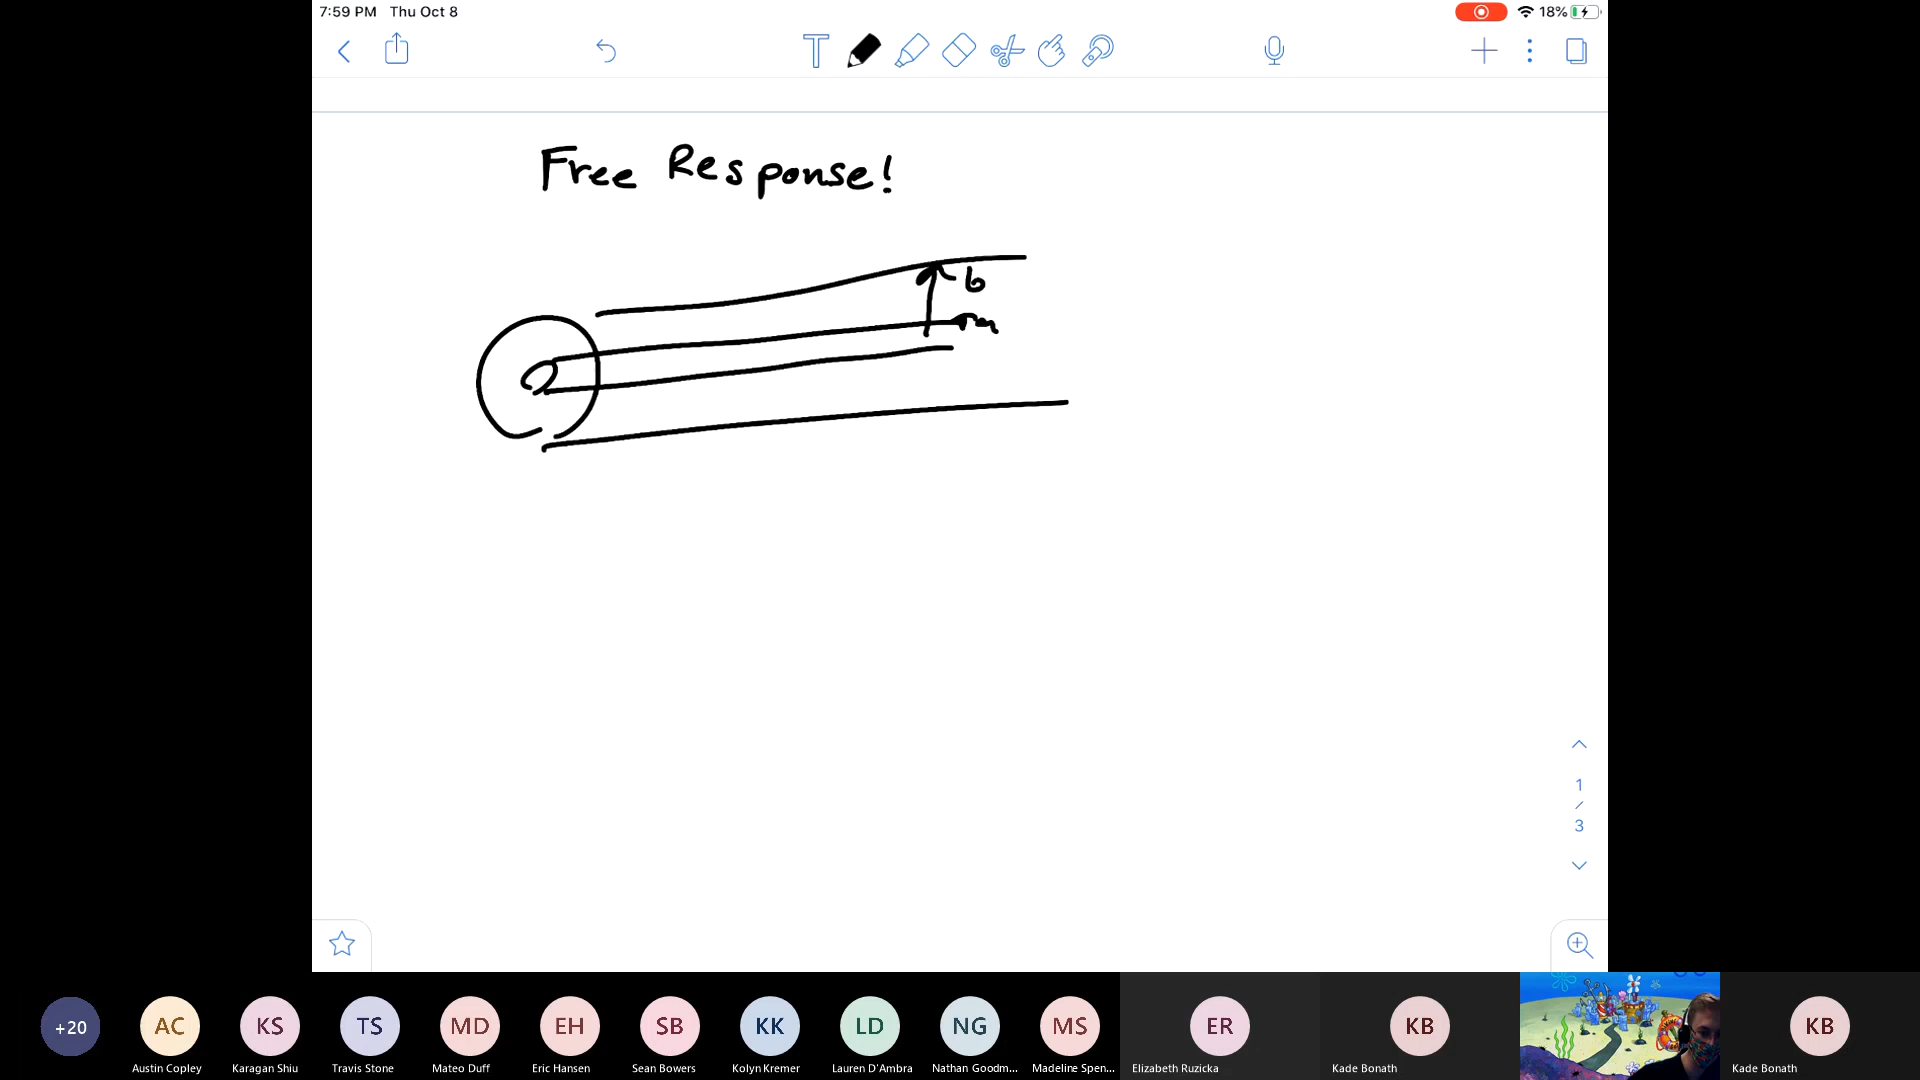 7:59 PM Thu Oct 8
18%
Free Response!
b
1
/
3
+20
AC
KS
TS
MD
EH
SB
KK
LD
NG
MS
ER
KB
KB
Austin Copley
Karagan Shiu
Travis Stone
Mateo Duff
Eric Hansen
Sean Bowers
Kolyn Kremer
Lauren D'Ambra
Nathan Goodm...
Madeline Spen...
Elizabeth Ruzicka
Kade Bonath
Kade Bonath